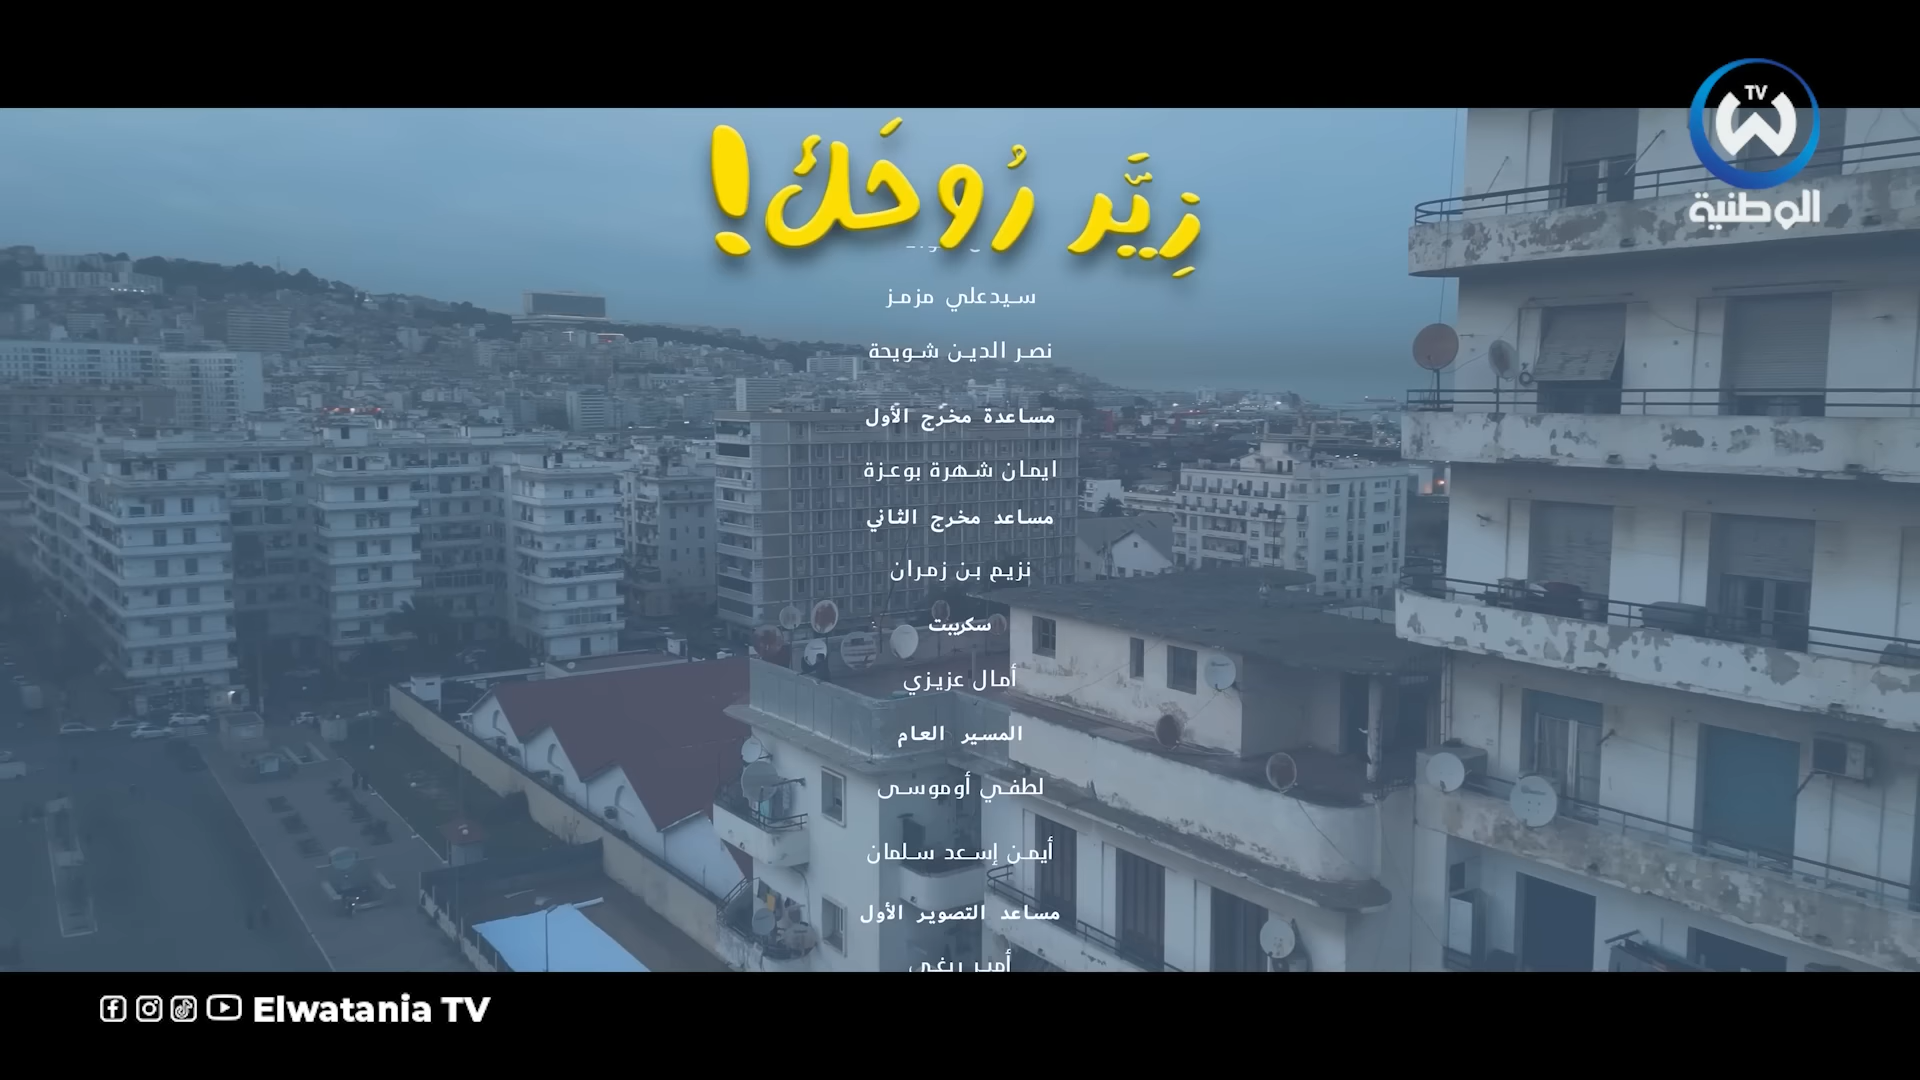 TV
الوطنية
زِيَّر رُوحَكْ!
سيدعلي مزمز
نصر الدين شويحة
مساعدة مخرج الأول
ايمان شهرة بوعزة
مساعد مخرج الثاني
نزيم بن زمران
سكريبت
أمال عزيزي
المسير العام
لطفي أوموسى
أيمن إسعد سلمان
مساعد التصوير الأول
أمير
Elwatania TV